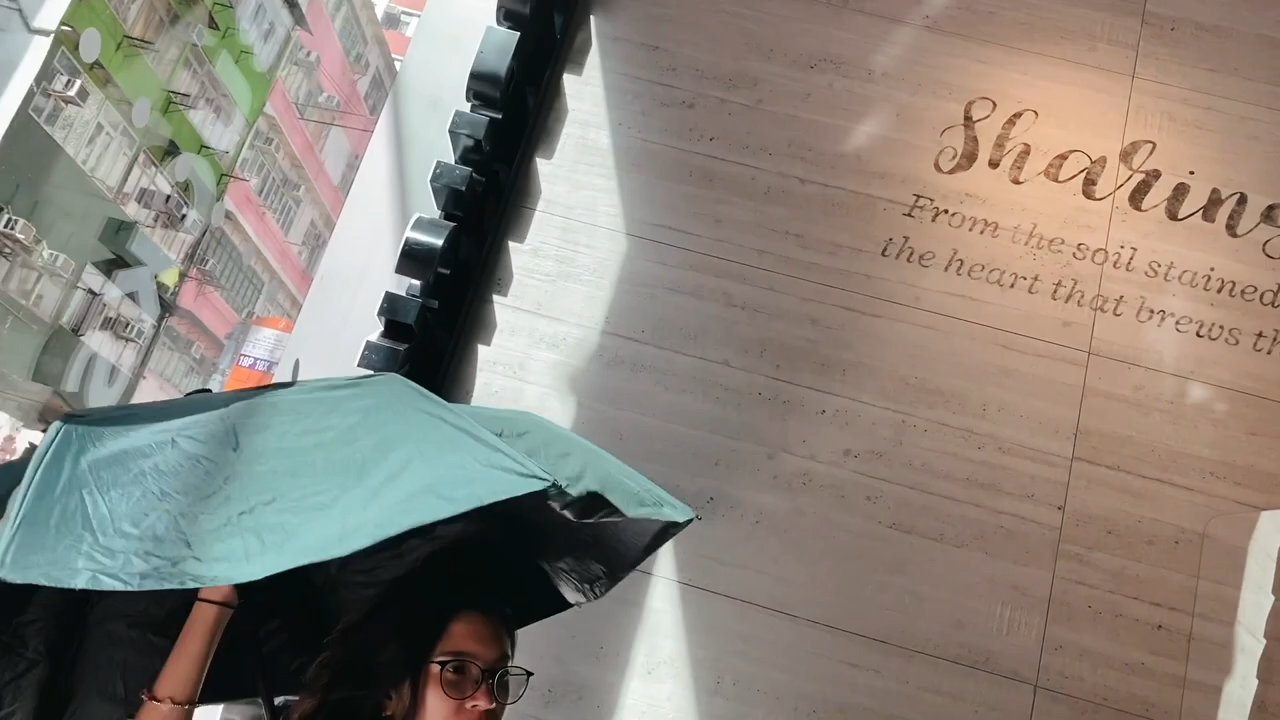 Sharing
From the soil stained
the heart that brews th
18P 18X